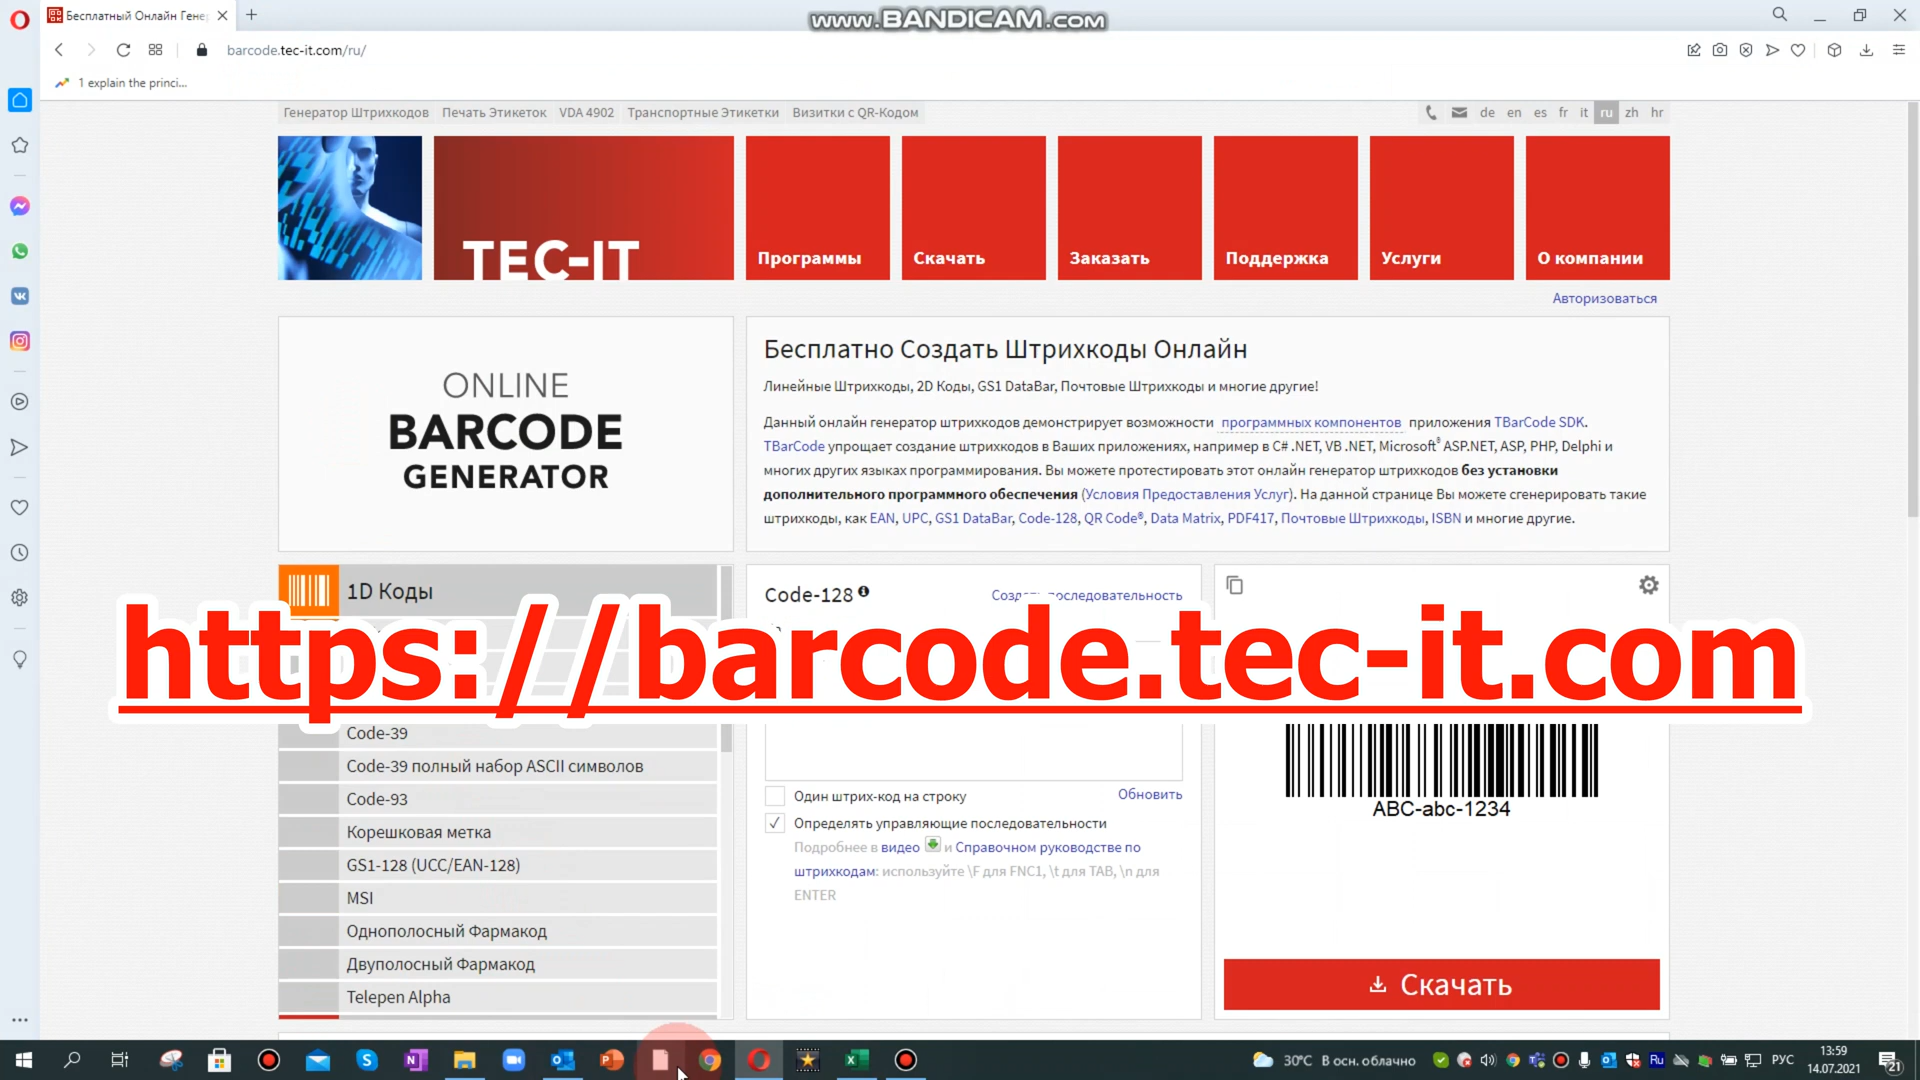 Бесплатный Онлайн Генер
www.BANDICAM.com
barcode.tec-it.com/ru/
1 explain the princi...
Генератор Штрихкодов Печать Этикеток VDA 4902 Транспортные Этикетки Визитки с QR-Кодом
de en es fr it ru zh hr
TEC-IT
Программы
Скачать
Заказать
Поддержка
Услуги
О компании
Авторизоваться
ONLINE
BARCODE
GENERATOR
Бесплатно Создать Штрихкоды Онлайн
Линейные Штрихкоды, 2D Коды, GS1 DataBar, Почтовые Штрихкоды и многие другие!
Данный онлайн генератор штрихкодов демонстрирует возможности программных компонентов приложения TBarCode SDK.
TBarCode упрощает создание штрихкодов в Ваших приложениях, например в C# .NET, VB .NET, Microsoft® ASP.NET, ASP, PHP, Delphi и
многих других языках программирования. Вы можете протестировать этот онлайн генератор штрихкодов без установки
дополнительного программного обеспечения (Условия Предоставления Услуг). На данной странице Вы можете сгенерировать такие
штрихкоды, как EAN, UPC, GS1 DataBar, Code-128, QR Code®, Data Matrix, PDF417, Почтовые Штрихкоды, ISBN и многие другие.
1D Коды
Code-128
Создать последовательность
https://barcode.tec-it.com
Code-39
Code-39 полный набор ASCII символов
Code-93
Корешковая метка
GS1-128 (UCC/EAN-128)
MSI
Однополосный Фармакод
Двуполосный Фармакод
Telepen Alpha
Один штрих-код на строку
Обновить
Определять управляющие последовательности
Подробнее в видео и Справочном руководстве по
штрихкодам: используйте \F для FNC1, \t для TAB, \n для
ENTER
ABC-abc-1234
Скачать
30°C В осн. облачно
Ru
РУС
13:59
14.07.2021
21